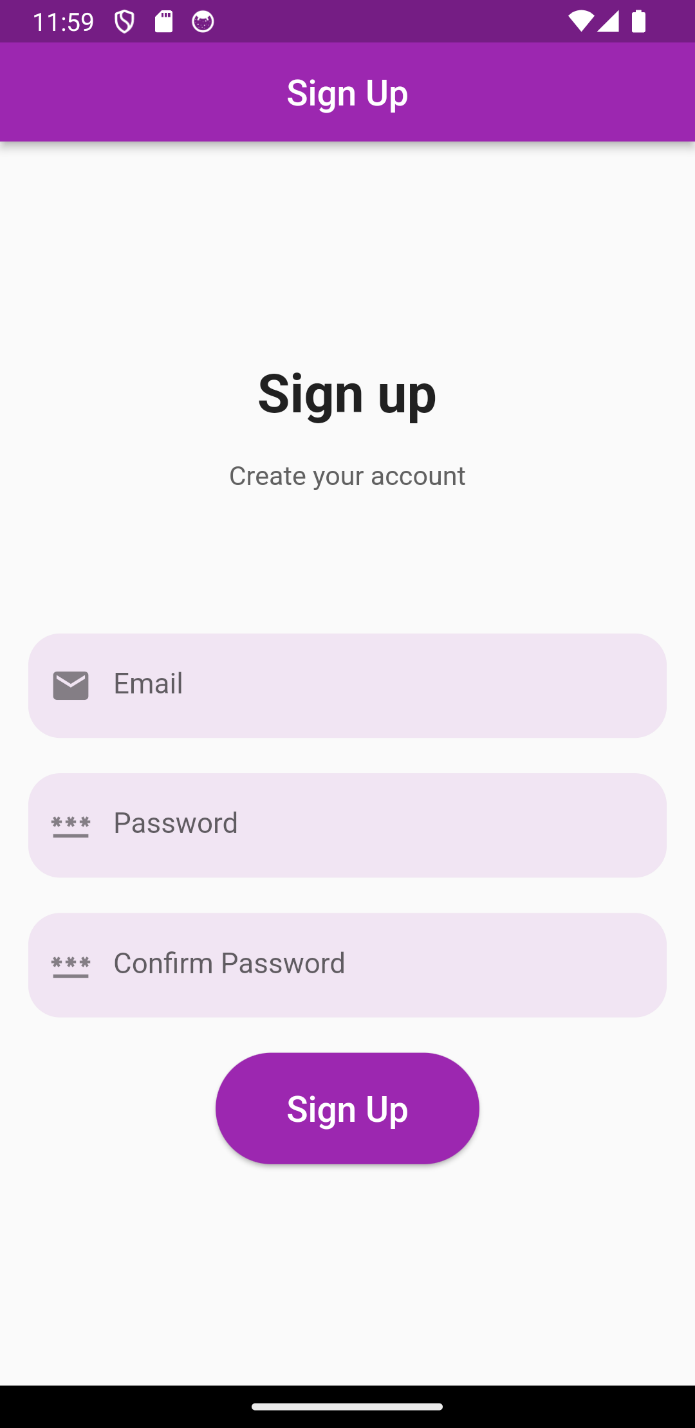 11:59
Sign Up
Sign up
Create your account
Email
Password
Confirm Password
Sign Up